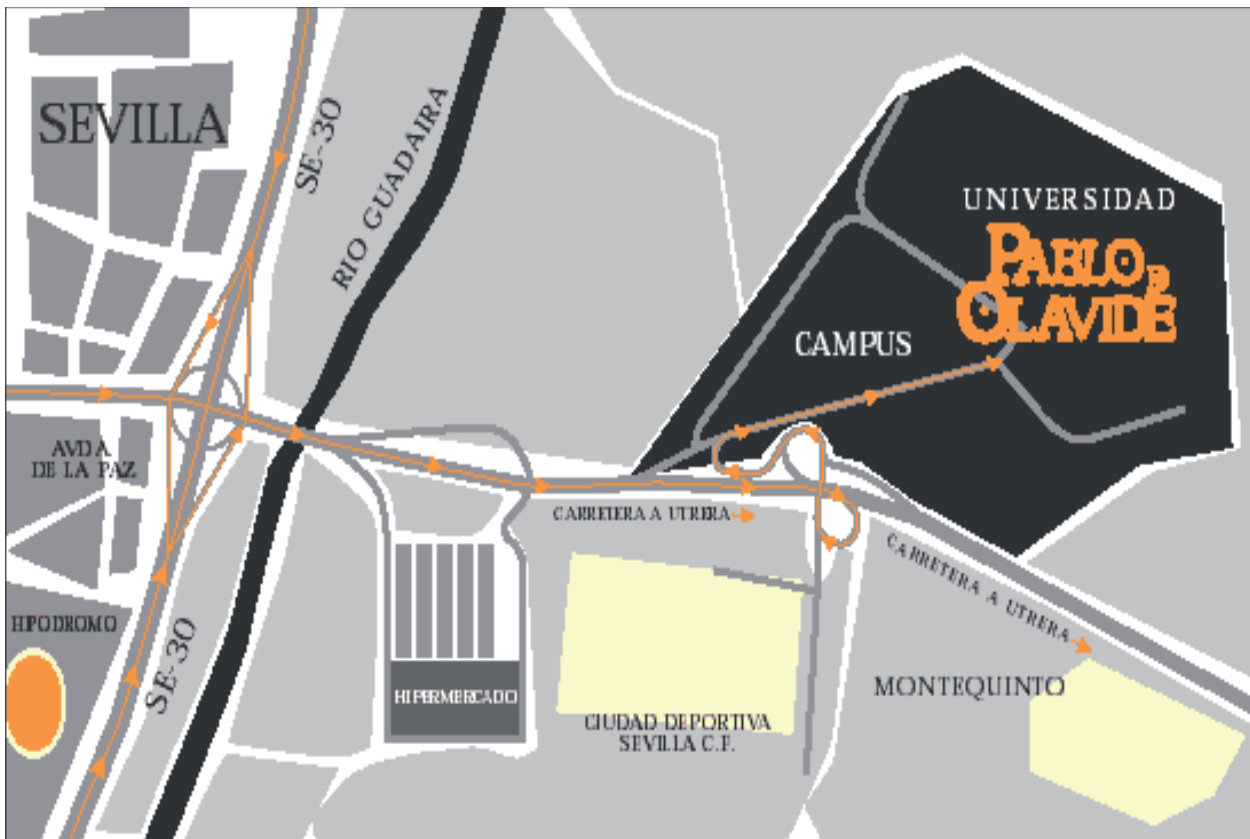 SEVILLA
SE-30
RIO GUADAIRA
UNIVERSIDAD
PABLO DE
OLAVIDE
CAMPUS
AVDA
DE LA PAZ
CARRETERA A UTRERA
CARRETERA A UTRERA
HIPODROMO
SE-30
HIPERMERCADO
MONTEQUINTO
CIUDAD DEPORTIVA
SEVILLA C.F.